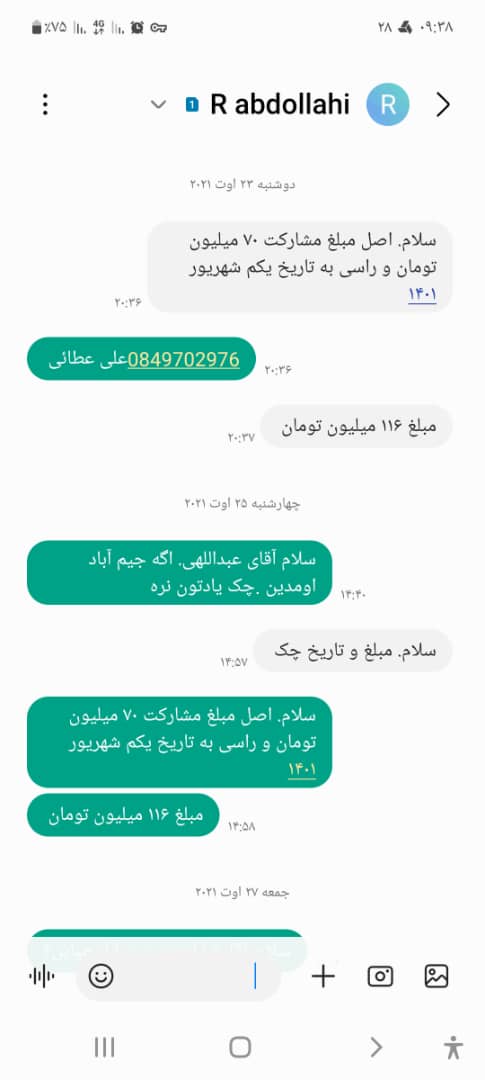 ۰۹:۳۸
۲۸
4G
٪۷۵
R abdollahi
1
R
دوشنبه ۲۳ اوت ۲۰۲۱
سلام. اصل مبلغ مشارکت ۷۰ میلیون
تومان و راسی به تاریخ یکم شهریور
۱۴۰۱
۲۰:۳۶
0849702976علی عطائی
۲۰:۳۶
مبلغ ۱۱۶ میلیون تومان
۲۰:۳۷
چهارشنبه ۲۵ اوت ۲۰۲۱
سلام آقای عبداللهی. اگه جیم آباد
اومدین .چک یادتون نره
۱۴:۴۰
سلام. مبلغ و تاریخ چک
۱۴:۵۷
سلام. اصل مبلغ مشارکت ۷۰ میلیون
تومان و راسی به تاریخ یکم شهریور
۱۴۰۱
مبلغ ۱۱۶ میلیون تومان
۱۴:۵۸
جمعه ۲۷ اوت ۲۰۲۱
سلام